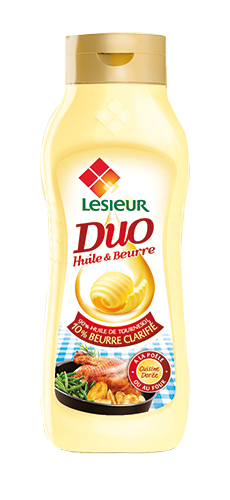 LESIEUR
DUO
Huile & Beurre
90% HUILE DE TOURNESOL
10% BEURRE CLARIFIÉ
À LA POÊLE
Cuisine
Dorée
OU AU FOUR